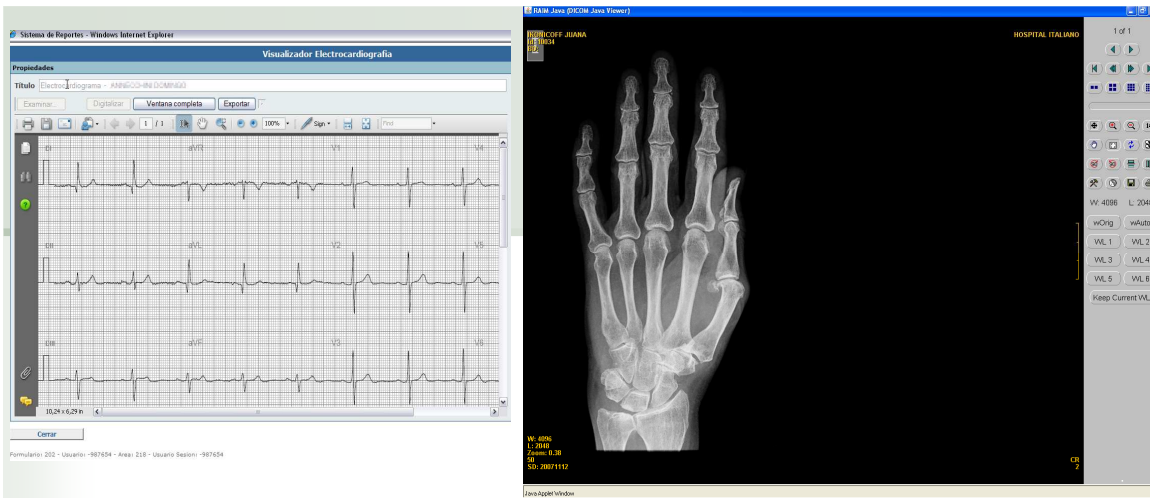 Sistema de Reportes - Windows Internet Explorer
Visualizador Electrocardiografia
Propiedades
Título Electrocardiograma -
Examinar... Digitalizar Ventana completa Exportar
1 / 1 100% Sign Find
aVR V1 V4
DII aVL V2 V5
DIII aVF V3 V6
10,24 x 6,29 in
Cerrar
Formulario: 202 - Usuario: -987654 - Area: 218 - Usuario Sesion: -987654
RAIM Java (DICOM Java Viewer)
JUANA
HOSPITAL ITALIANO
1 of 1
W: 4096 L: 2048
wOrig wAuto
WL 1 WL 2
WL 3 WL 4
WL 5 WL 6
Keep Current WL
W: 4096
L: 2048
Zoom: 0.38
50
SD: 20071112
CR
2
Java Applet Window